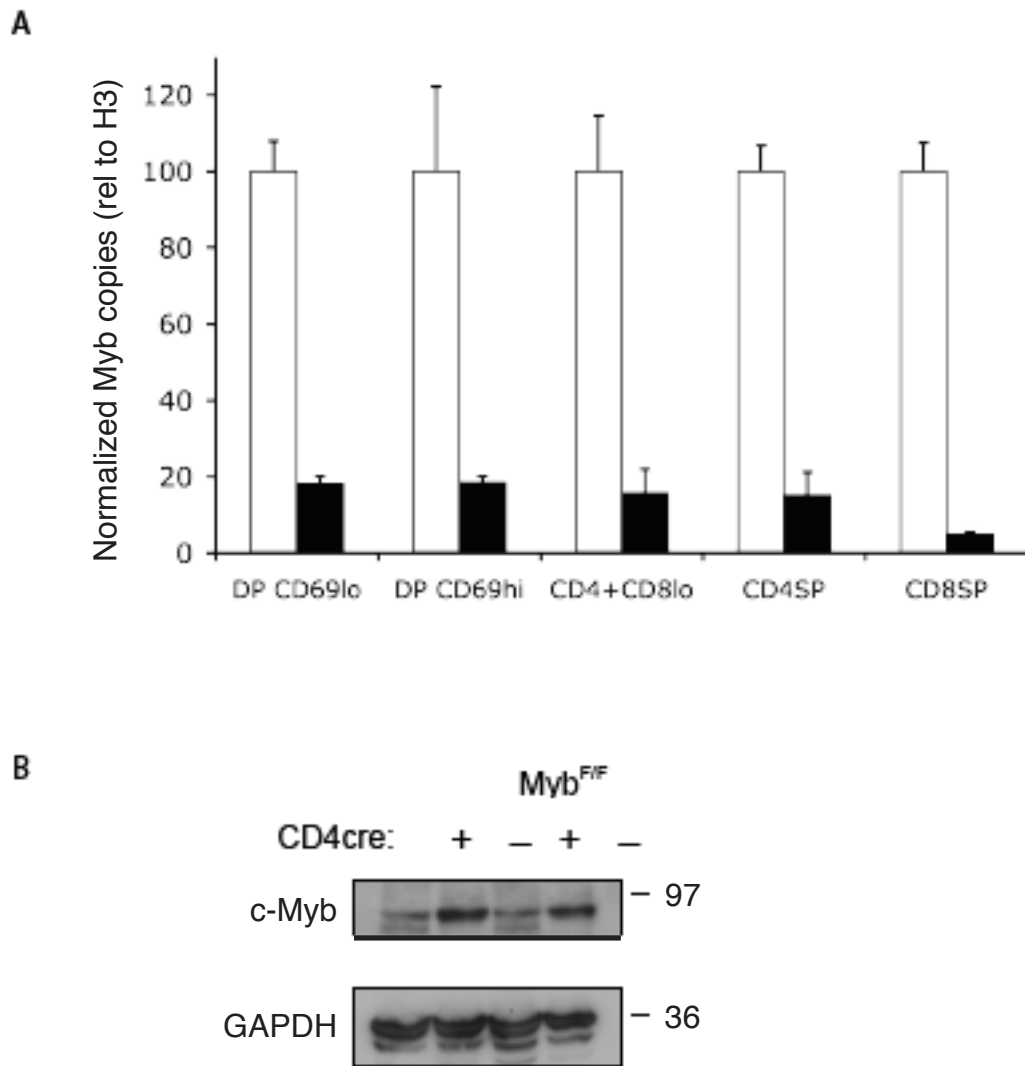 A
Normalized Myb copies (rel to H3)
120
100
80
60
40
20
0
DP CD69lo DP CD69hi CD4+CD8lo CD4SP CD8SP
B
Myb^F/F
CD4cre: + – + –
c-Myb – 97
GAPDH – 36